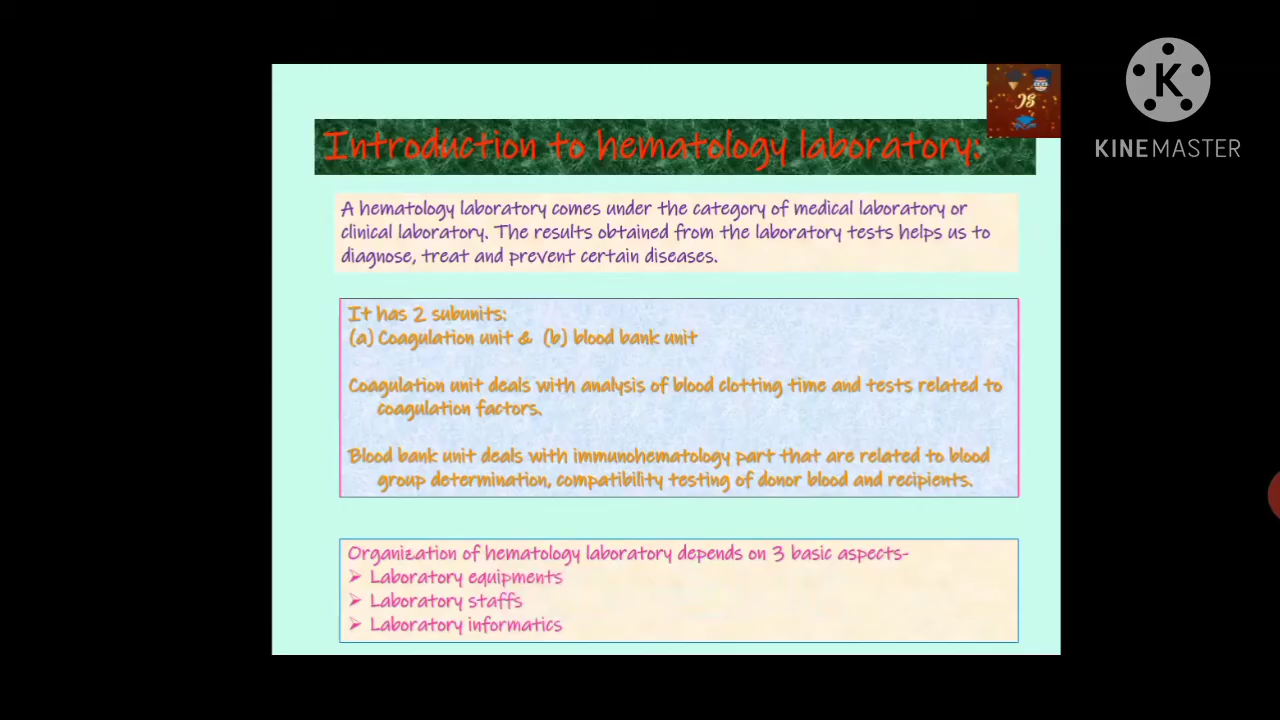 K
KINEMASTER
JS
Introduction to hematology laboratory:
A hematology laboratory comes under the category of medical laboratory or
clinical laboratory. The results obtained from the laboratory tests helps us to
diagnose, treat and prevent certain diseases.
It has 2 subunits:
(a) Coagulation unit & (b) blood bank unit
Coagulation unit deals with analysis of blood clotting time and tests related to
coagulation factors.
Blood bank unit deals with immunohematology part that are related to blood
group determination, compatibility testing of donor blood and recipients.
Organization of hematology laboratory depends on 3 basic aspects-
➢ Laboratory equipments
➢ Laboratory staffs
➢ Laboratory informatics